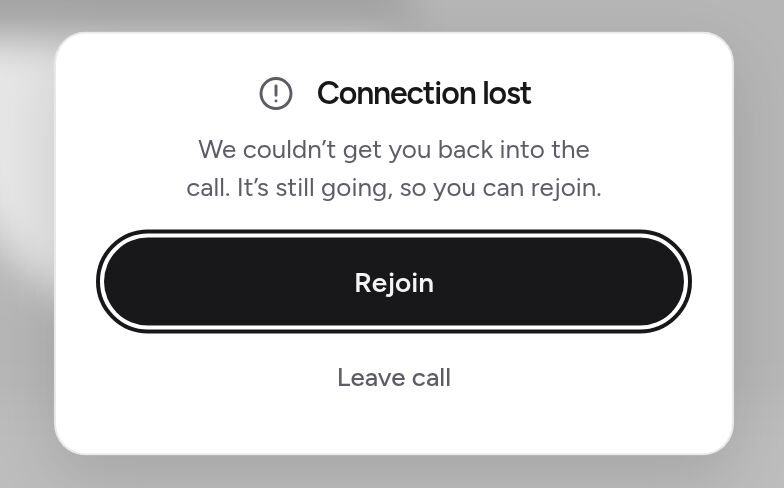 Connection lost
We couldn’t get you back into the
call. It’s still going, so you can rejoin.
Rejoin
Leave call